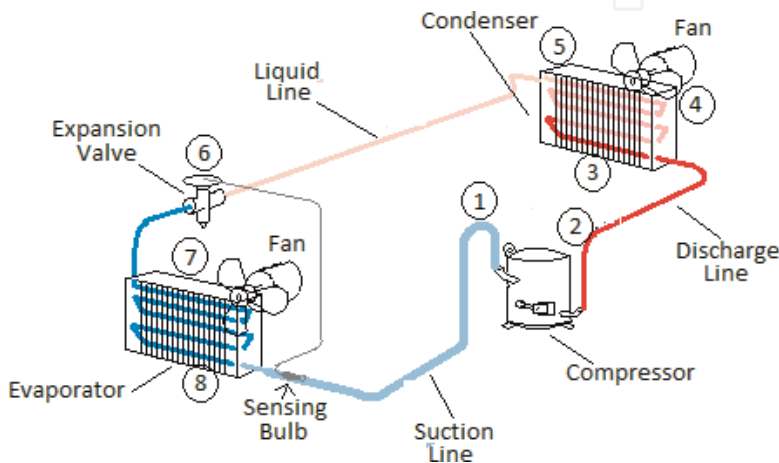 Condenser
5
Fan
Liquid
Line
4
Expansion
Valve
6
3
1
2
Fan
7
Discharge
Line
Evaporator
8
Sensing
Bulb
Suction
Line
Compressor